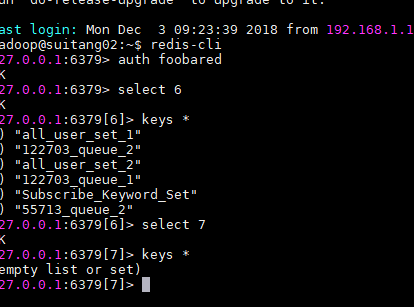 un 'do-release-upgrade' to upgrade to it.
ast login: Mon Dec  3 09:23:39 2018 from 192.168.1.1
adoop@suitang02:~$ redis-cli
27.0.0.1:6379> auth foobared
K
27.0.0.1:6379> select 6
K
27.0.0.1:6379[6]> keys *
) "all_user_set_1"
) "122703_queue_2"
) "all_user_set_2"
) "122703_queue_1"
) "Subscribe_Keyword_Set"
) "55713_queue_2"
27.0.0.1:6379[6]> select 7
K
27.0.0.1:6379[7]> keys *
empty list or set)
27.0.0.1:6379[7]>